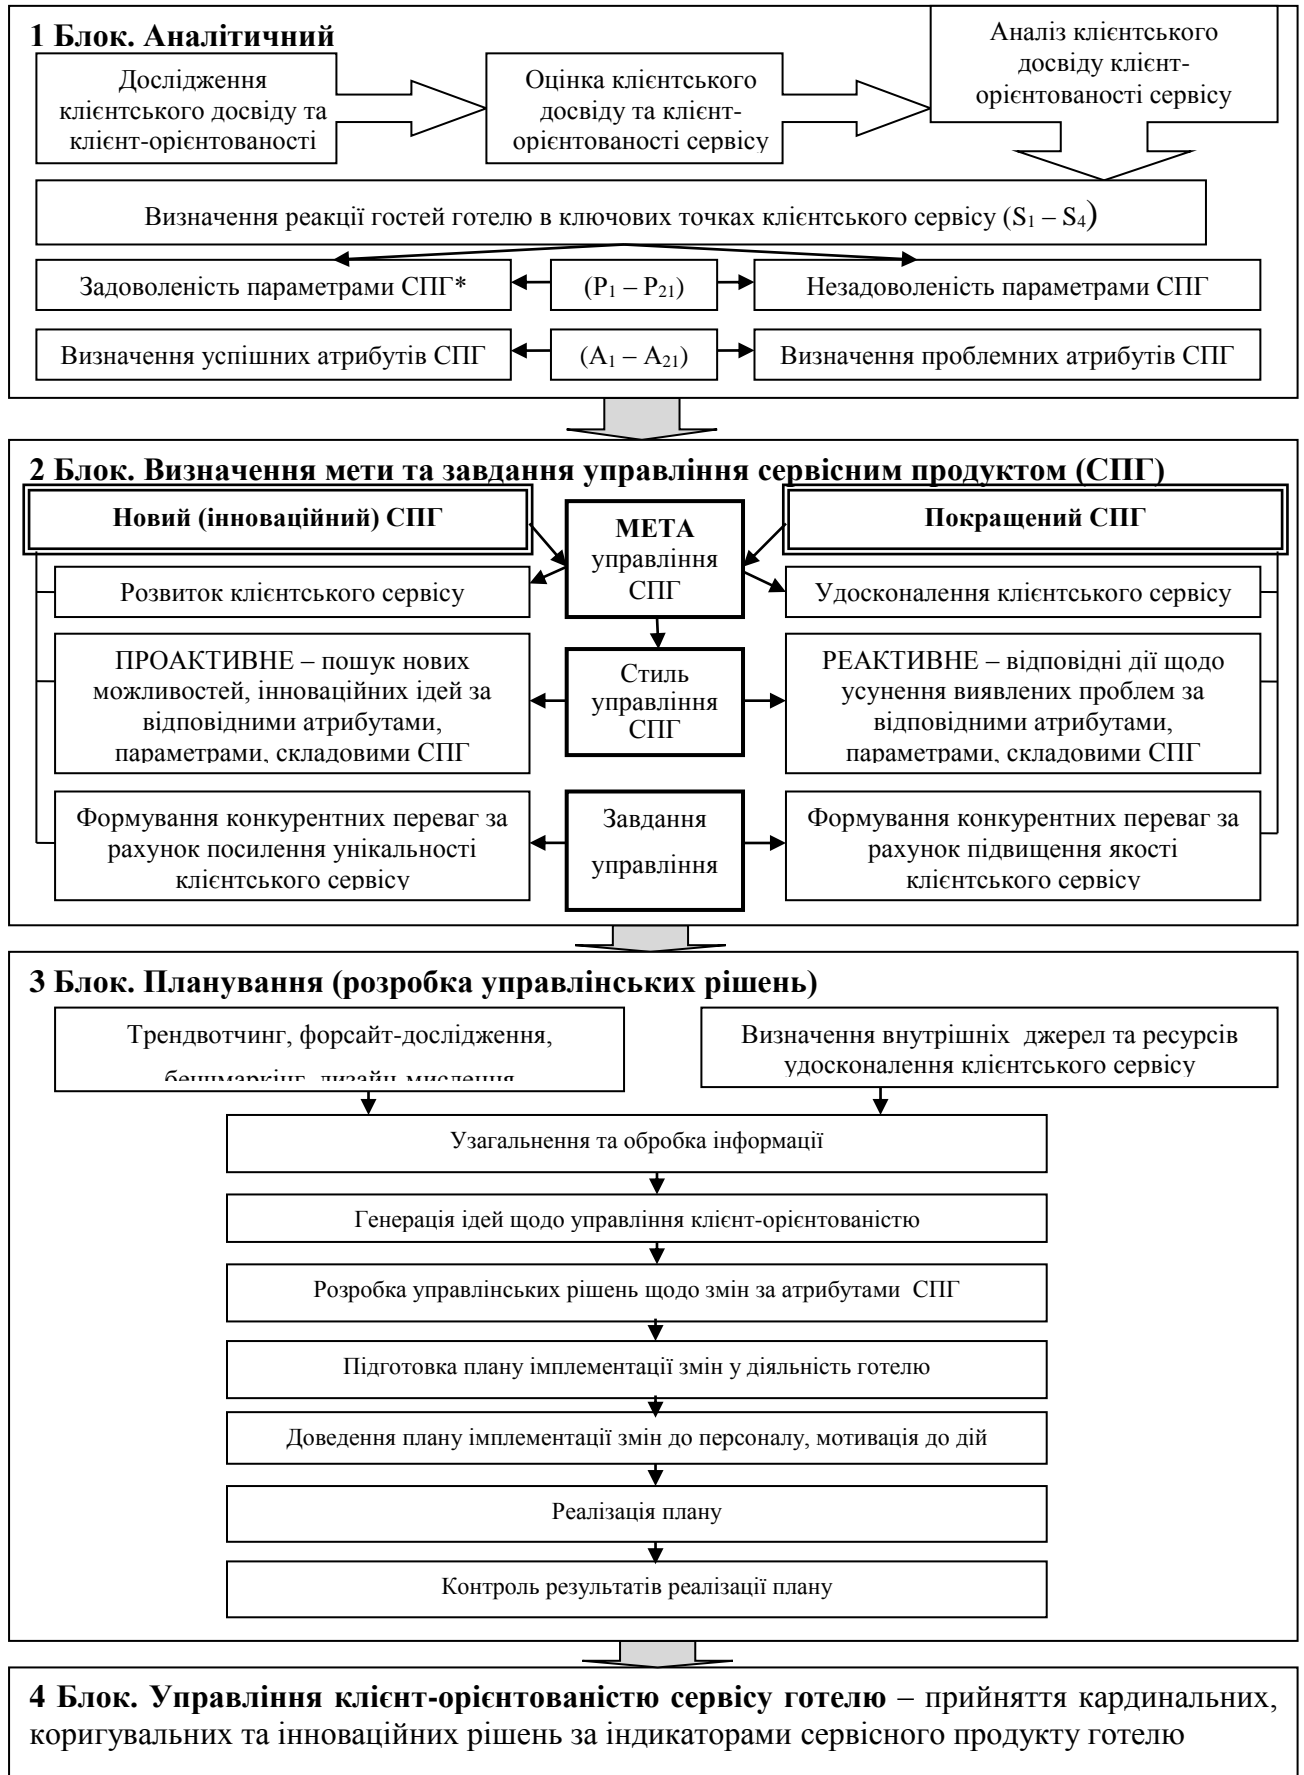 1 Блок. Аналітичний
Дослідження
клієнтського досвіду та
клієнт-орієнтованості
Оцінка клієнтського
досвіду та клієнт-
орієнтованості сервісу
Аналіз клієнтського
досвіду клієнт-
орієнтованості сервісу
Визначення реакції гостей готелю в ключових точках клієнтського сервісу (S₁ – S₄)
Задоволеність параметрами СПГ*
(P₁ – P₂₁)
Незадоволеність параметрами СПГ
Визначення успішних атрибутів СПГ
(A₁ – A₂₁)
Визначення проблемних атрибутів СПГ
2 Блок. Визначення мети та завдання управління сервісним продуктом (СПГ)
Новий (інноваційний) СПГ
МЕТА
управління
СПГ
Покращений СПГ
Розвиток клієнтського сервісу
Удосконалення клієнтського сервісу
ПРОАКТИВНЕ – пошук нових
можливостей, інноваційних ідей за
відповідними атрибутами,
параметрами, складовими СПГ
Стиль
управління
СПГ
РЕАКТИВНЕ – відповідні дії щодо
усунення виявлених проблем за
відповідними атрибутами,
параметрами, складовими СПГ
Формування конкурентних переваг за
рахунок посилення унікальності
клієнтського сервісу
Завдання
управління
Формування конкурентних переваг за
рахунок підвищення якості
клієнтського сервісу
3 Блок. Планування (розробка управлінських рішень)
Трендвотчинг, форсайт-дослідження,
бенчмаркінг, дизайн-мислення
Визначення внутрішніх джерел та ресурсів
удосконалення клієнтського сервісу
Узагальнення та обробка інформації
Генерація ідей щодо управління клієнт-орієнтованістю
Розробка управлінських рішень щодо змін за атрибутами СПГ
Підготовка плану імплементації змін у діяльність готелю
Доведення плану імплементації змін до персоналу, мотивація до дій
Реалізація плану
Контроль результатів реалізації плану
4 Блок. Управління клієнт-орієнтованістю сервісу готелю – прийняття кардинальних,
коригувальних та інноваційних рішень за індикаторами сервісного продукту готелю